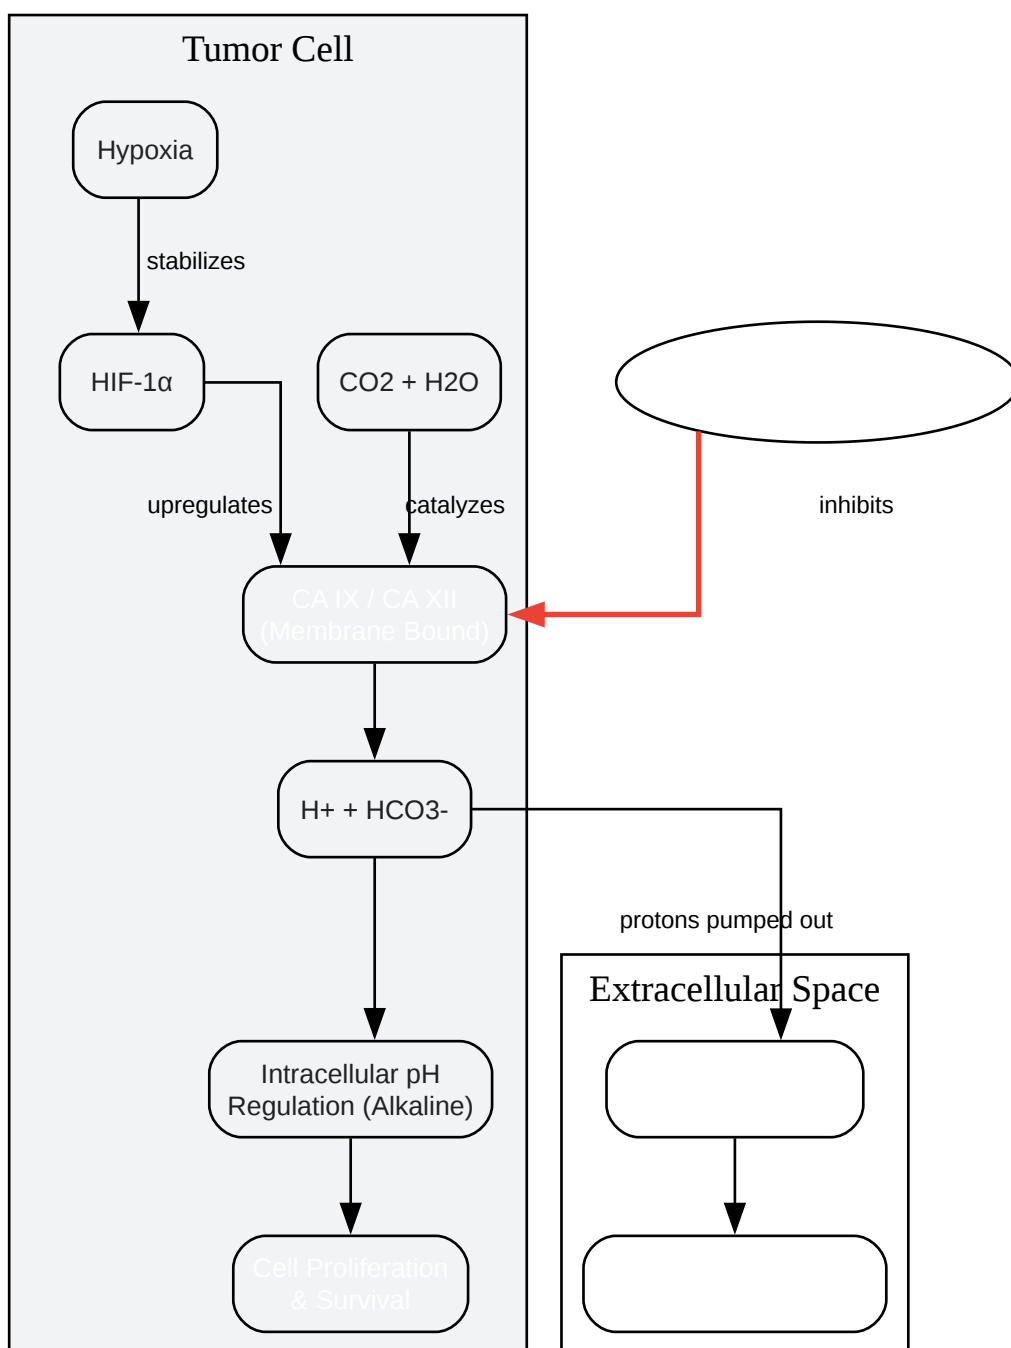 Tumor Cell
Hypoxia
stabilizes
HIF-1α
CO2 + H2O
upregulates
catalyzes
inhibits
CA IX / CA XII
(Membrane Bound)
H+ + HCO3-
protons pumped out
Extracellular Space
Intracellular pH
Regulation (Alkaline)
Cell Proliferation
& Survival